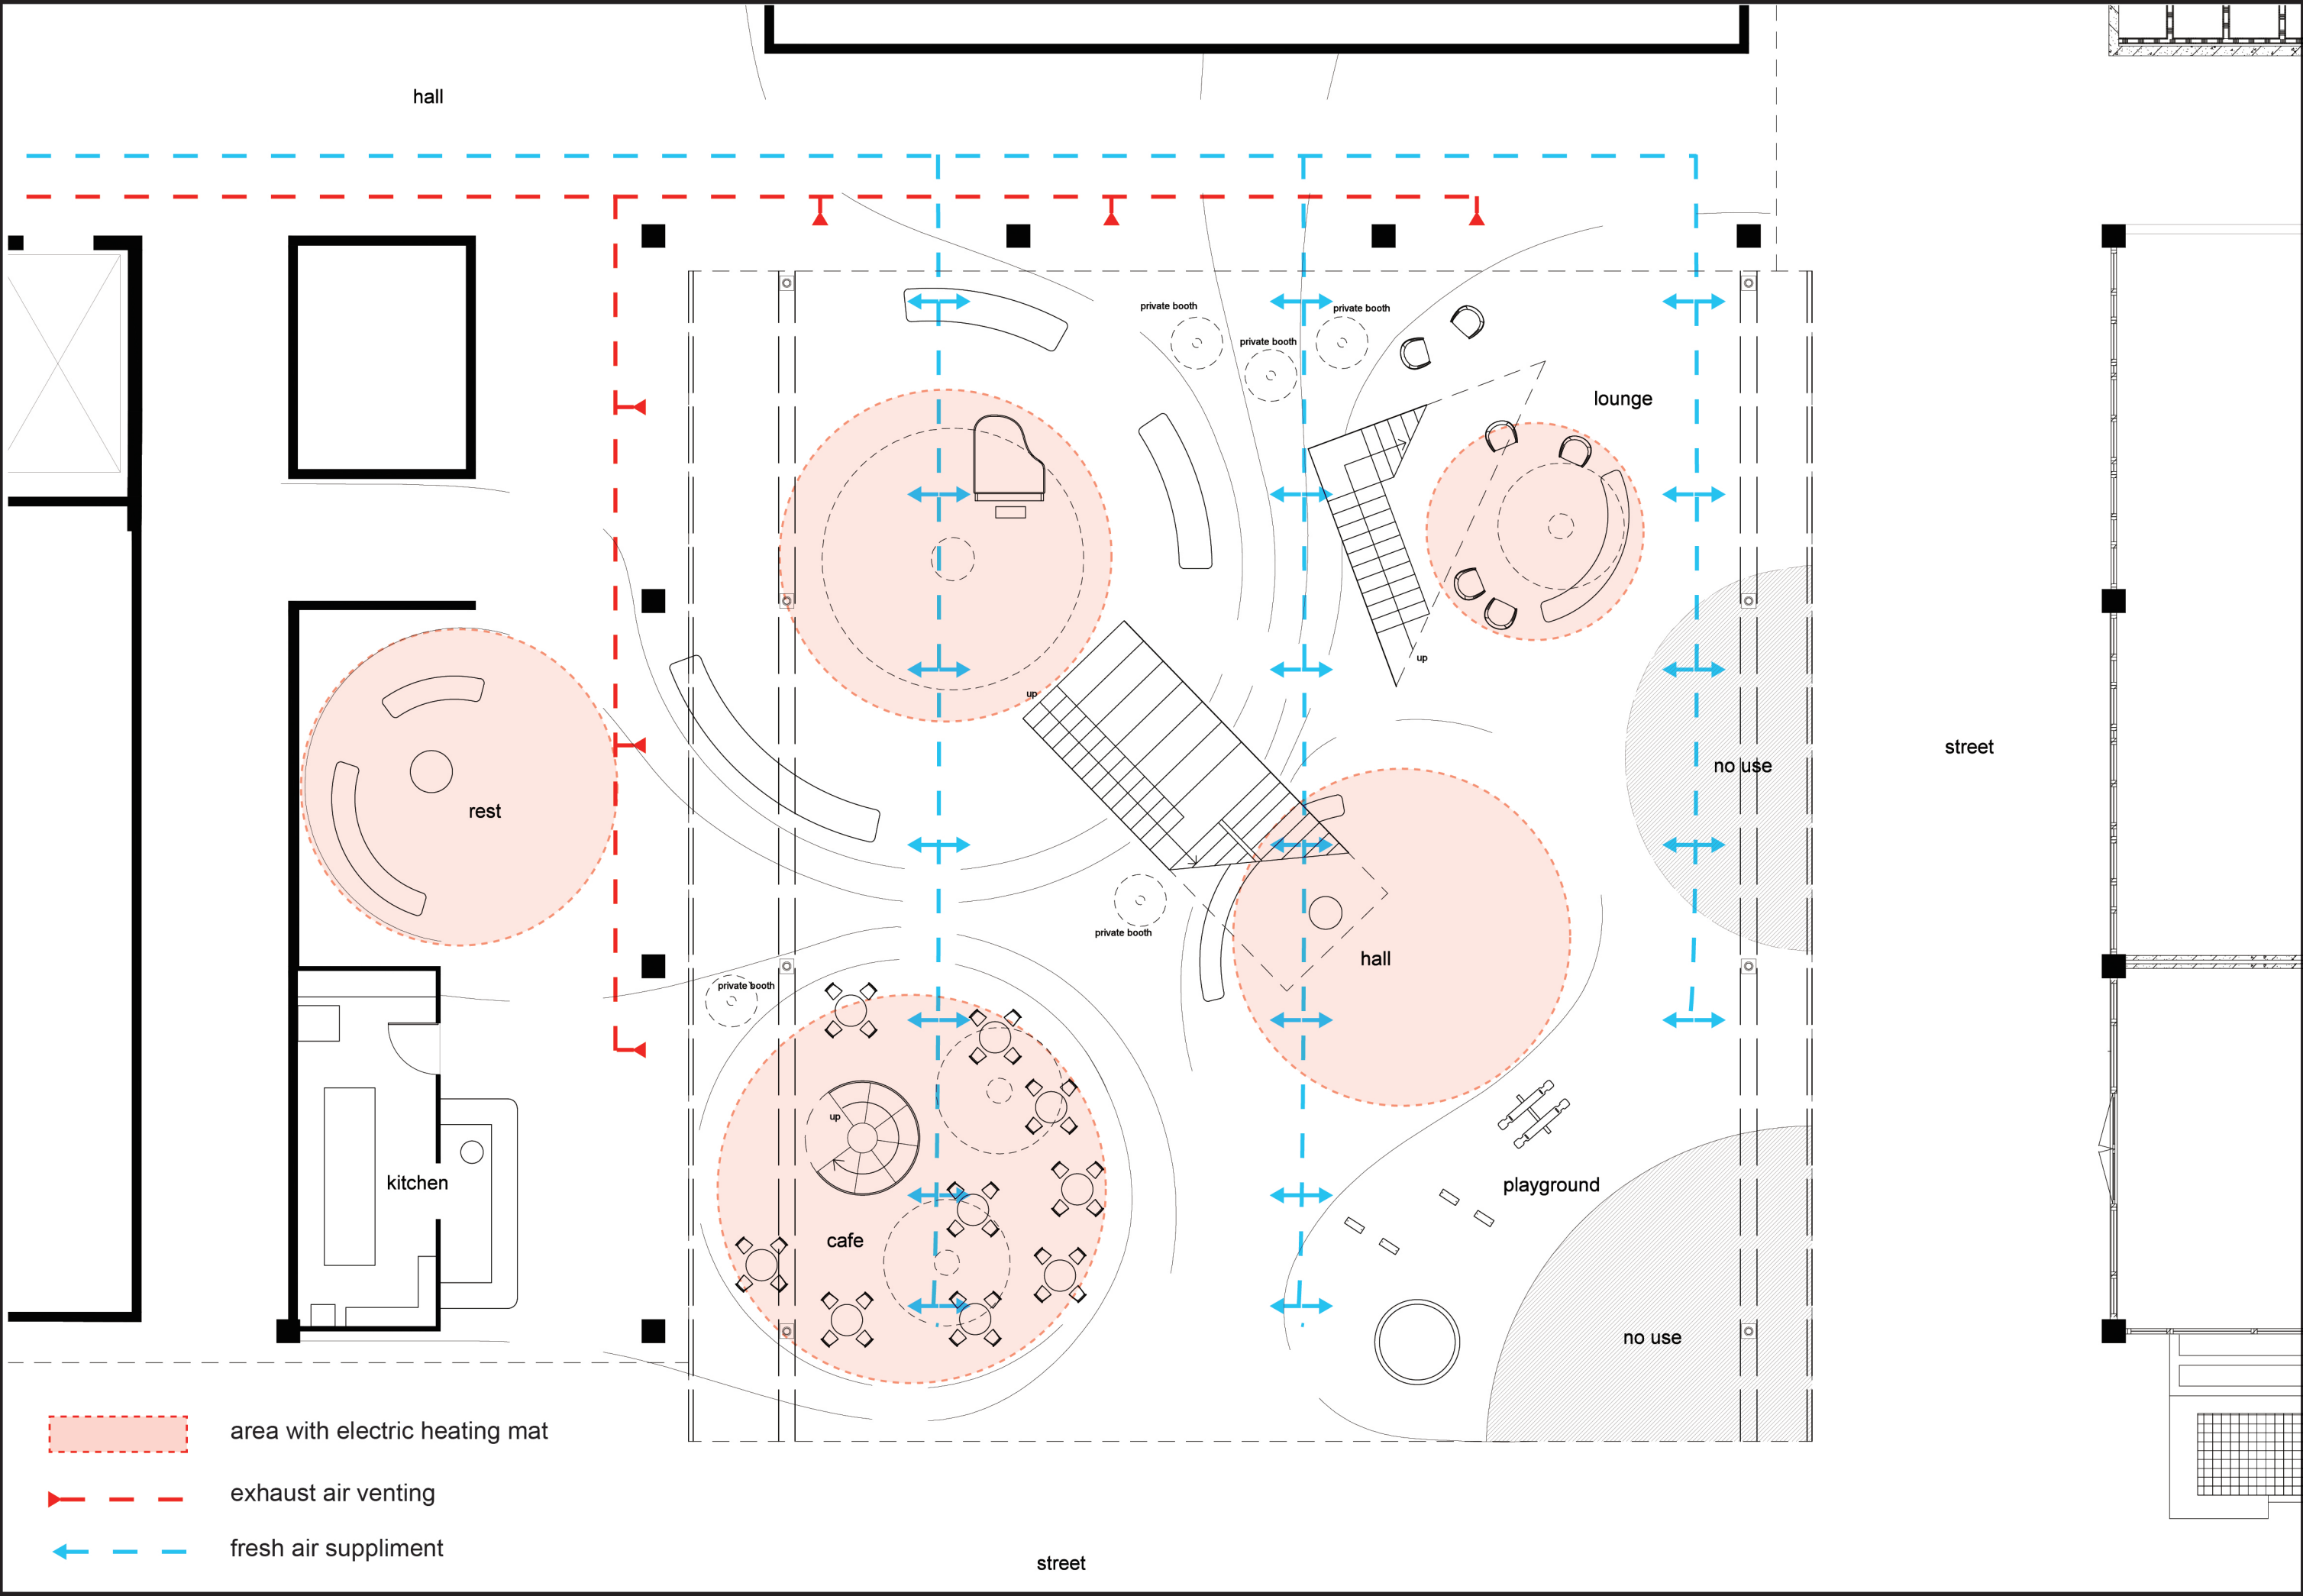 hall
private booth
private booth
private booth
lounge
up
up
street
no use
rest
private booth
hall
private booth
up
kitchen
playground
cafe
no use
area with electric heating mat
exhaust air venting
fresh air suppliment
street